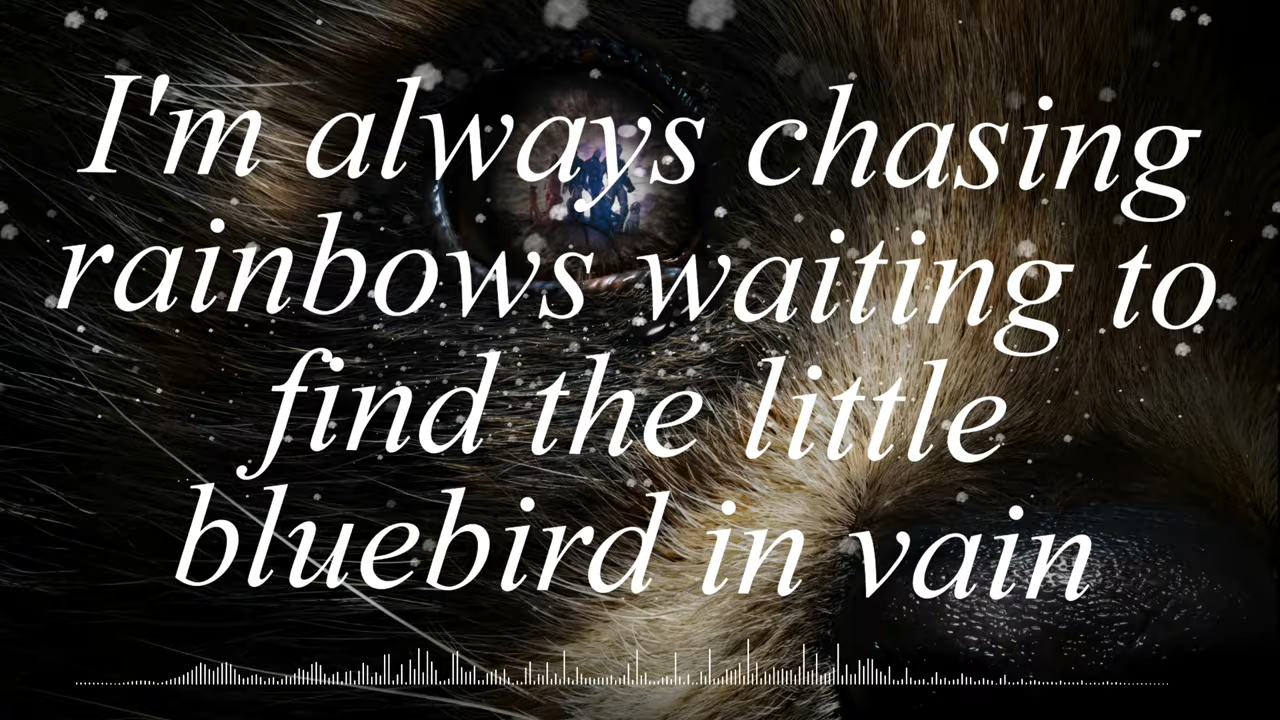 I'm always chasing
rainbows waiting to
find the little
bluebird in vain